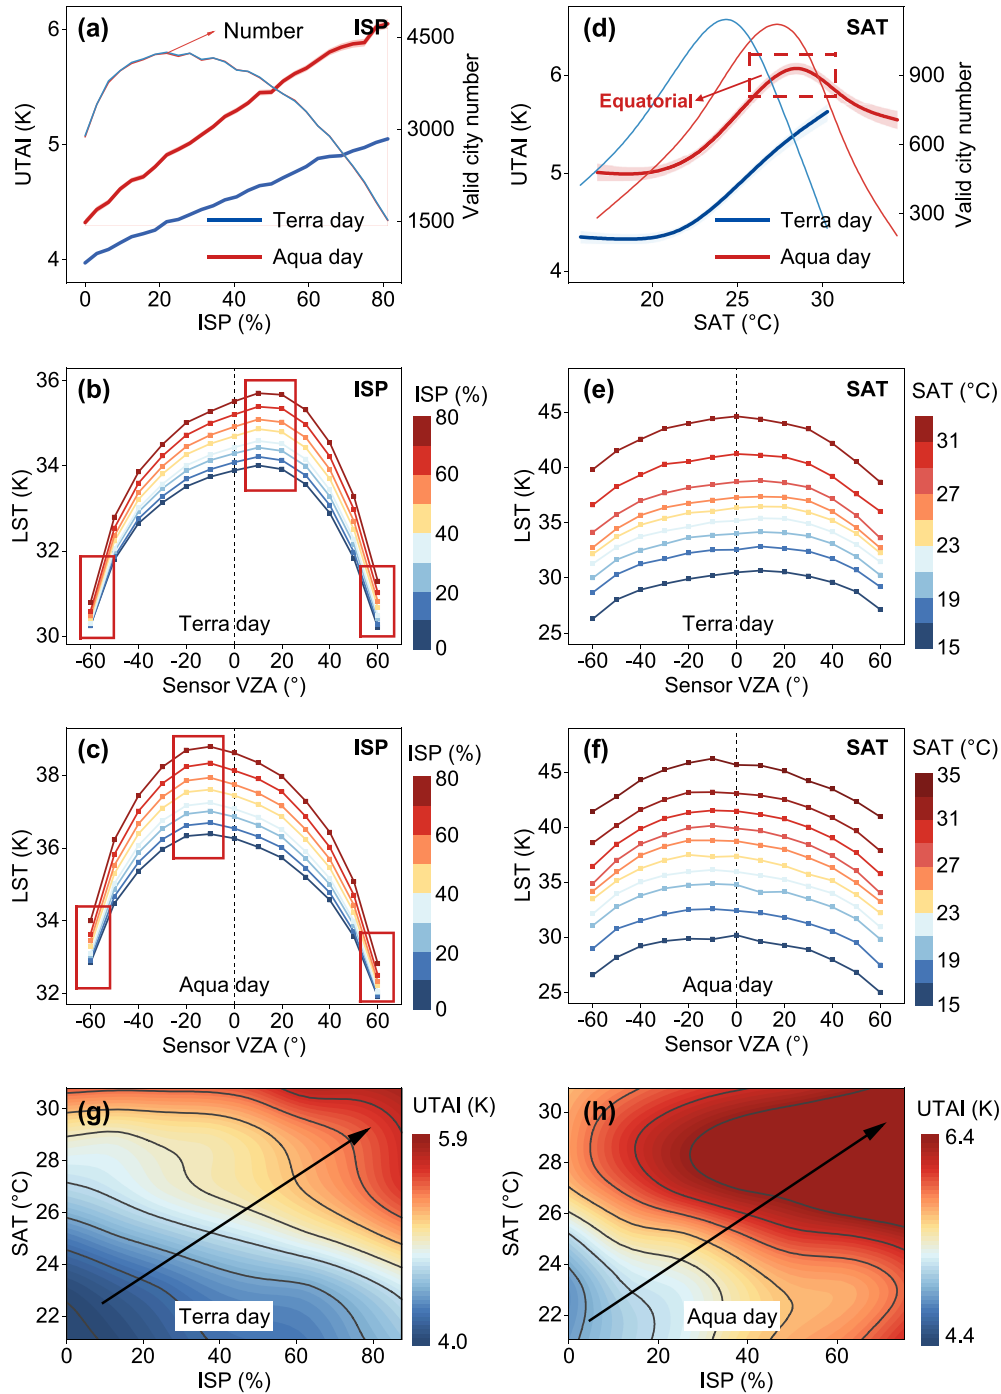 (a)
ISP
Number
UTAI (K)
6
5
4
4500
3000
1500
Valid city number
Terra day
Aqua day
0
20
40
60
80
ISP (%)
(d)
SAT
Equatorial
UTAI (K)
6
5
4
900
600
300
Valid city number
Terra day
Aqua day
20
25
30
SAT (°C)
(b)
ISP
LST (K)
36
34
32
30
Terra day
-60
-40
-20
0
20
40
60
Sensor VZA (°)
ISP (%)
80
60
40
20
0
(e)
SAT
LST (K)
45
40
35
30
25
Terra day
-60
-40
-20
0
20
40
60
Sensor VZA (°)
SAT (°C)
31
27
23
19
15
(c)
ISP
LST (K)
38
36
34
32
Aqua day
-60
-40
-20
0
20
40
60
Sensor VZA (°)
ISP (%)
80
60
40
20
0
(f)
SAT
LST (K)
45
40
35
30
25
Aqua day
-60
-40
-20
0
20
40
60
Sensor VZA (°)
SAT (°C)
35
31
27
23
19
15
(g)
SAT (°C)
30
28
26
24
22
Terra day
0
20
40
60
80
ISP (%)
UTAI (K)
5.9
4.0
(h)
SAT (°C)
30
28
26
24
22
Aqua day
0
20
40
60
ISP (%)
UTAI (K)
6.4
4.4